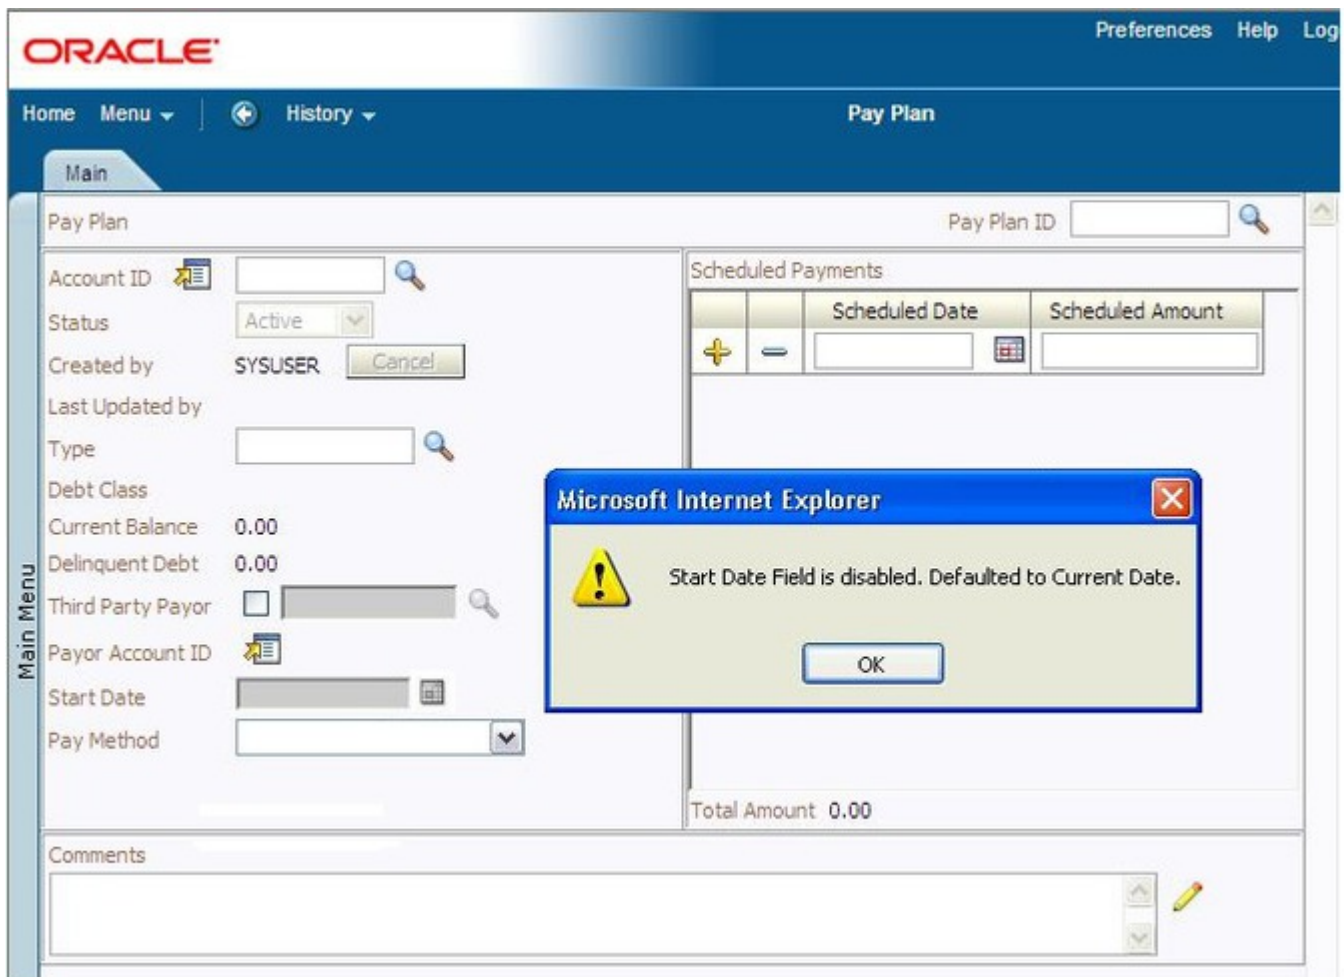 ORACLE
Preferences Help Log
Home Menu History Pay Plan
Main
Pay Plan Pay Plan ID
Account ID
Status Active
Created by SYSUSER Cancel
Last Updated by
Type
Debt Class
Current Balance 0.00
Delinquent Debt 0.00
Third Party Payor
Payor Account ID
Start Date
Pay Method
Scheduled Payments
Scheduled Date Scheduled Amount
Microsoft Internet Explorer
Start Date Field is disabled. Defaulted to Current Date.
OK
Total Amount 0.00
Comments
Main Menu